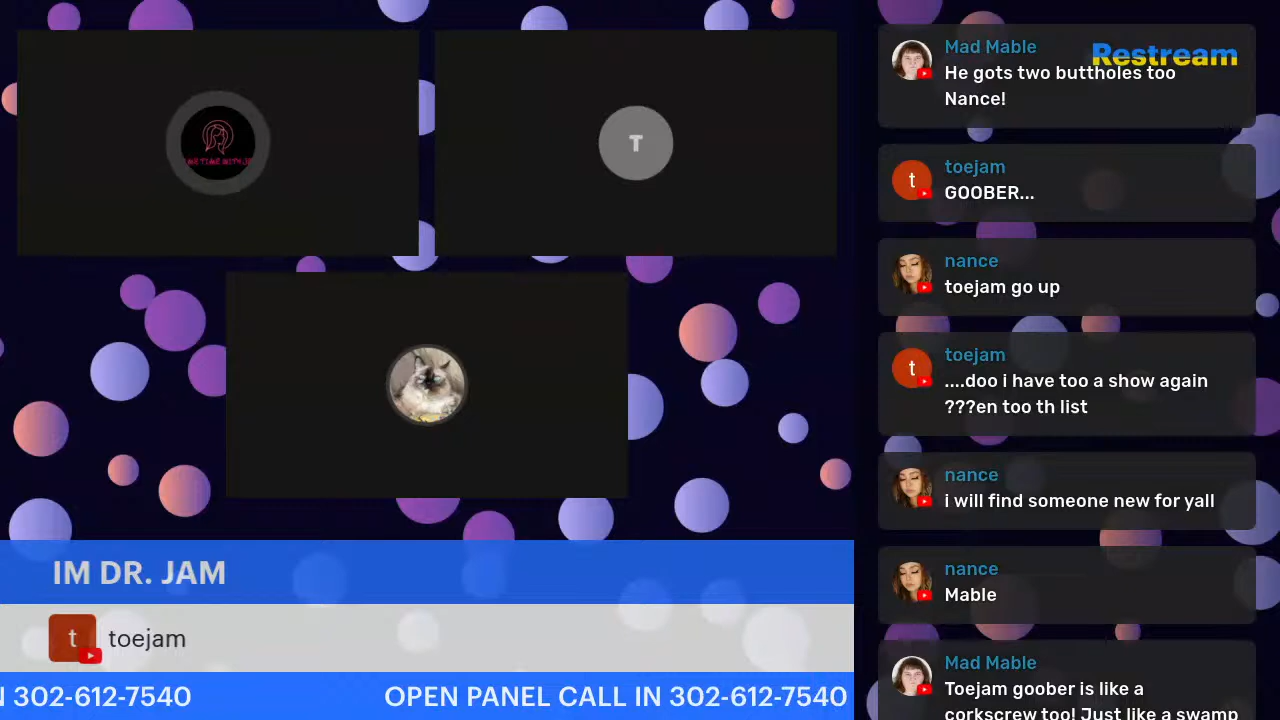 T
IM DR. JAM
t toejam
N 302-612-7540 OPEN PANEL CALL IN 302-612-7540
Restream
Mad Mable
He gots two buttholes too
Nance!
t toejam
GOOBER...
nance
toejam go up
t toejam
....doo i have too a show again
???en too th list
nance
i will find someone new for yall
nance
Mable
Mad Mable
Toejam goober is like a
corkscrew too! Just like a swamp